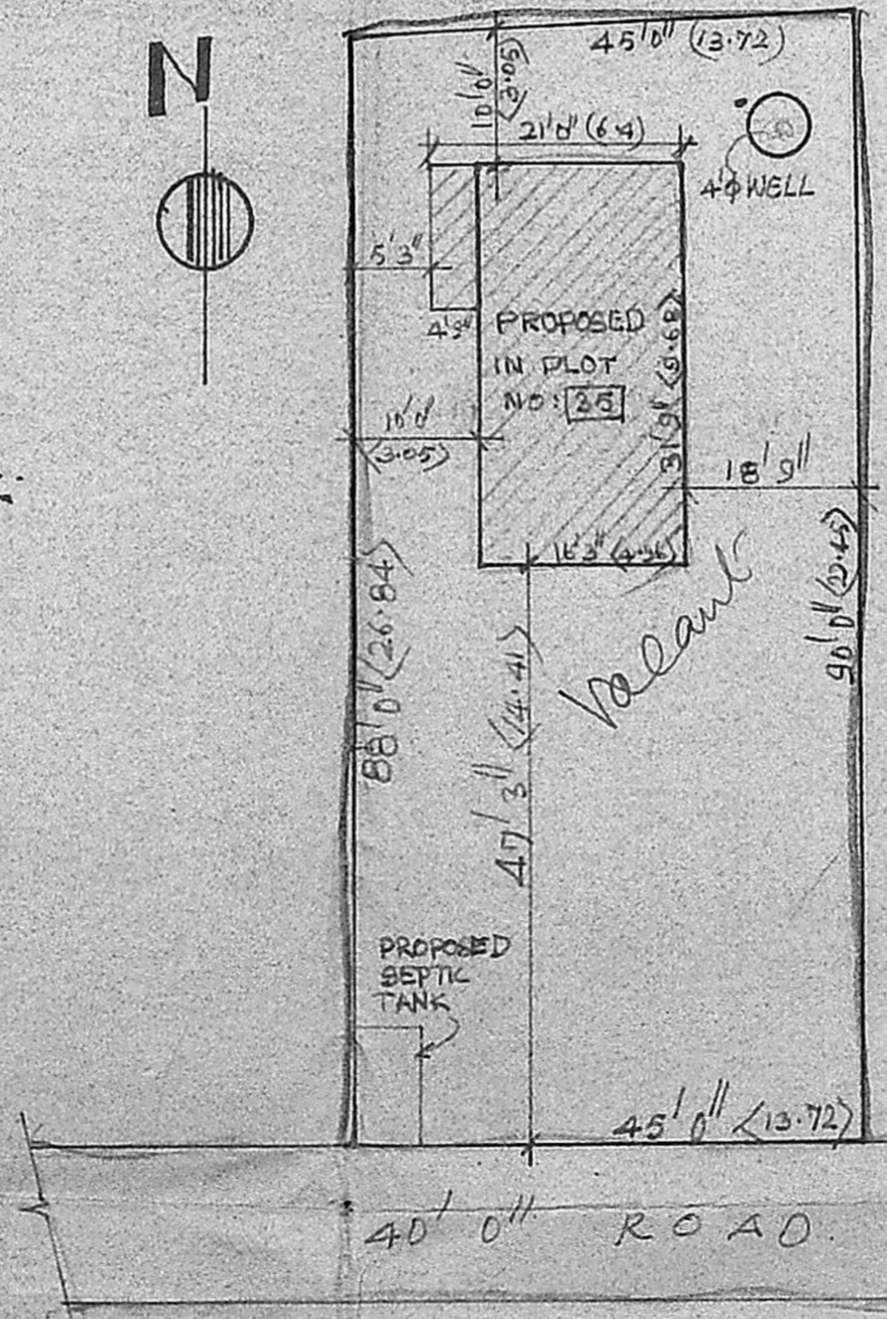 N
45'0" (13.72)
10'0"
(3.05)
21'0" (6.4)
4'φ WELL
5'3"
4'9"
PROPOSED
IN PLOT
NO: 35
31'9" (9.68)
10'0"
(3.05)
18'9"
16'3" (4.96)
Vacant
88'0" (26.84)
47'3" (14.41)
90'0" (27.45)
PROPOSED
SEPTIC
TANK
45'0" (13.72)
40' 0" ROAD.